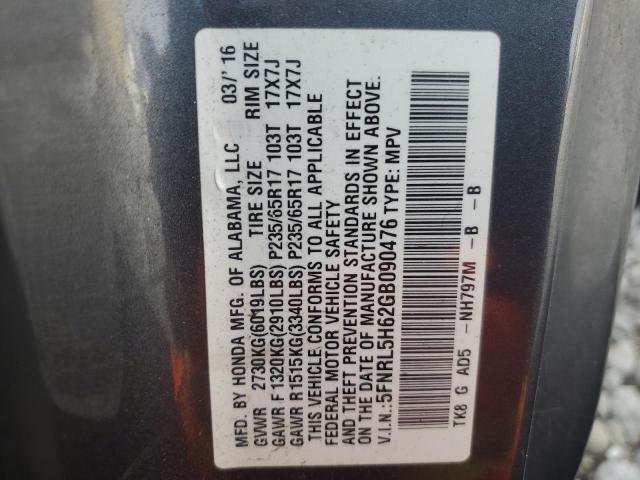 MFD. BY HONDA MFG. OF ALABAMA, LLC 03/'16
GVWR 2730KG(6019LBS) TIRE SIZE RIM SIZE
GAWR F 1320KG(2910LBS) P235/65R17 103T 17X7J
GAWR R1515KG(3340LBS) P235/65R17 103T 17X7J
THIS VEHICLE CONFORMS TO ALL APPLICABLE
FEDERAL MOTOR VEHICLE SAFETY
AND THEFT PREVENTION STANDARDS IN EFFECT
ON THE DATE OF MANUFACTURE SHOWN ABOVE.
V.I.N.:5FNRL5H62GB090476 TYPE: MPV
TK8 G AD5 -NH797M -B -B